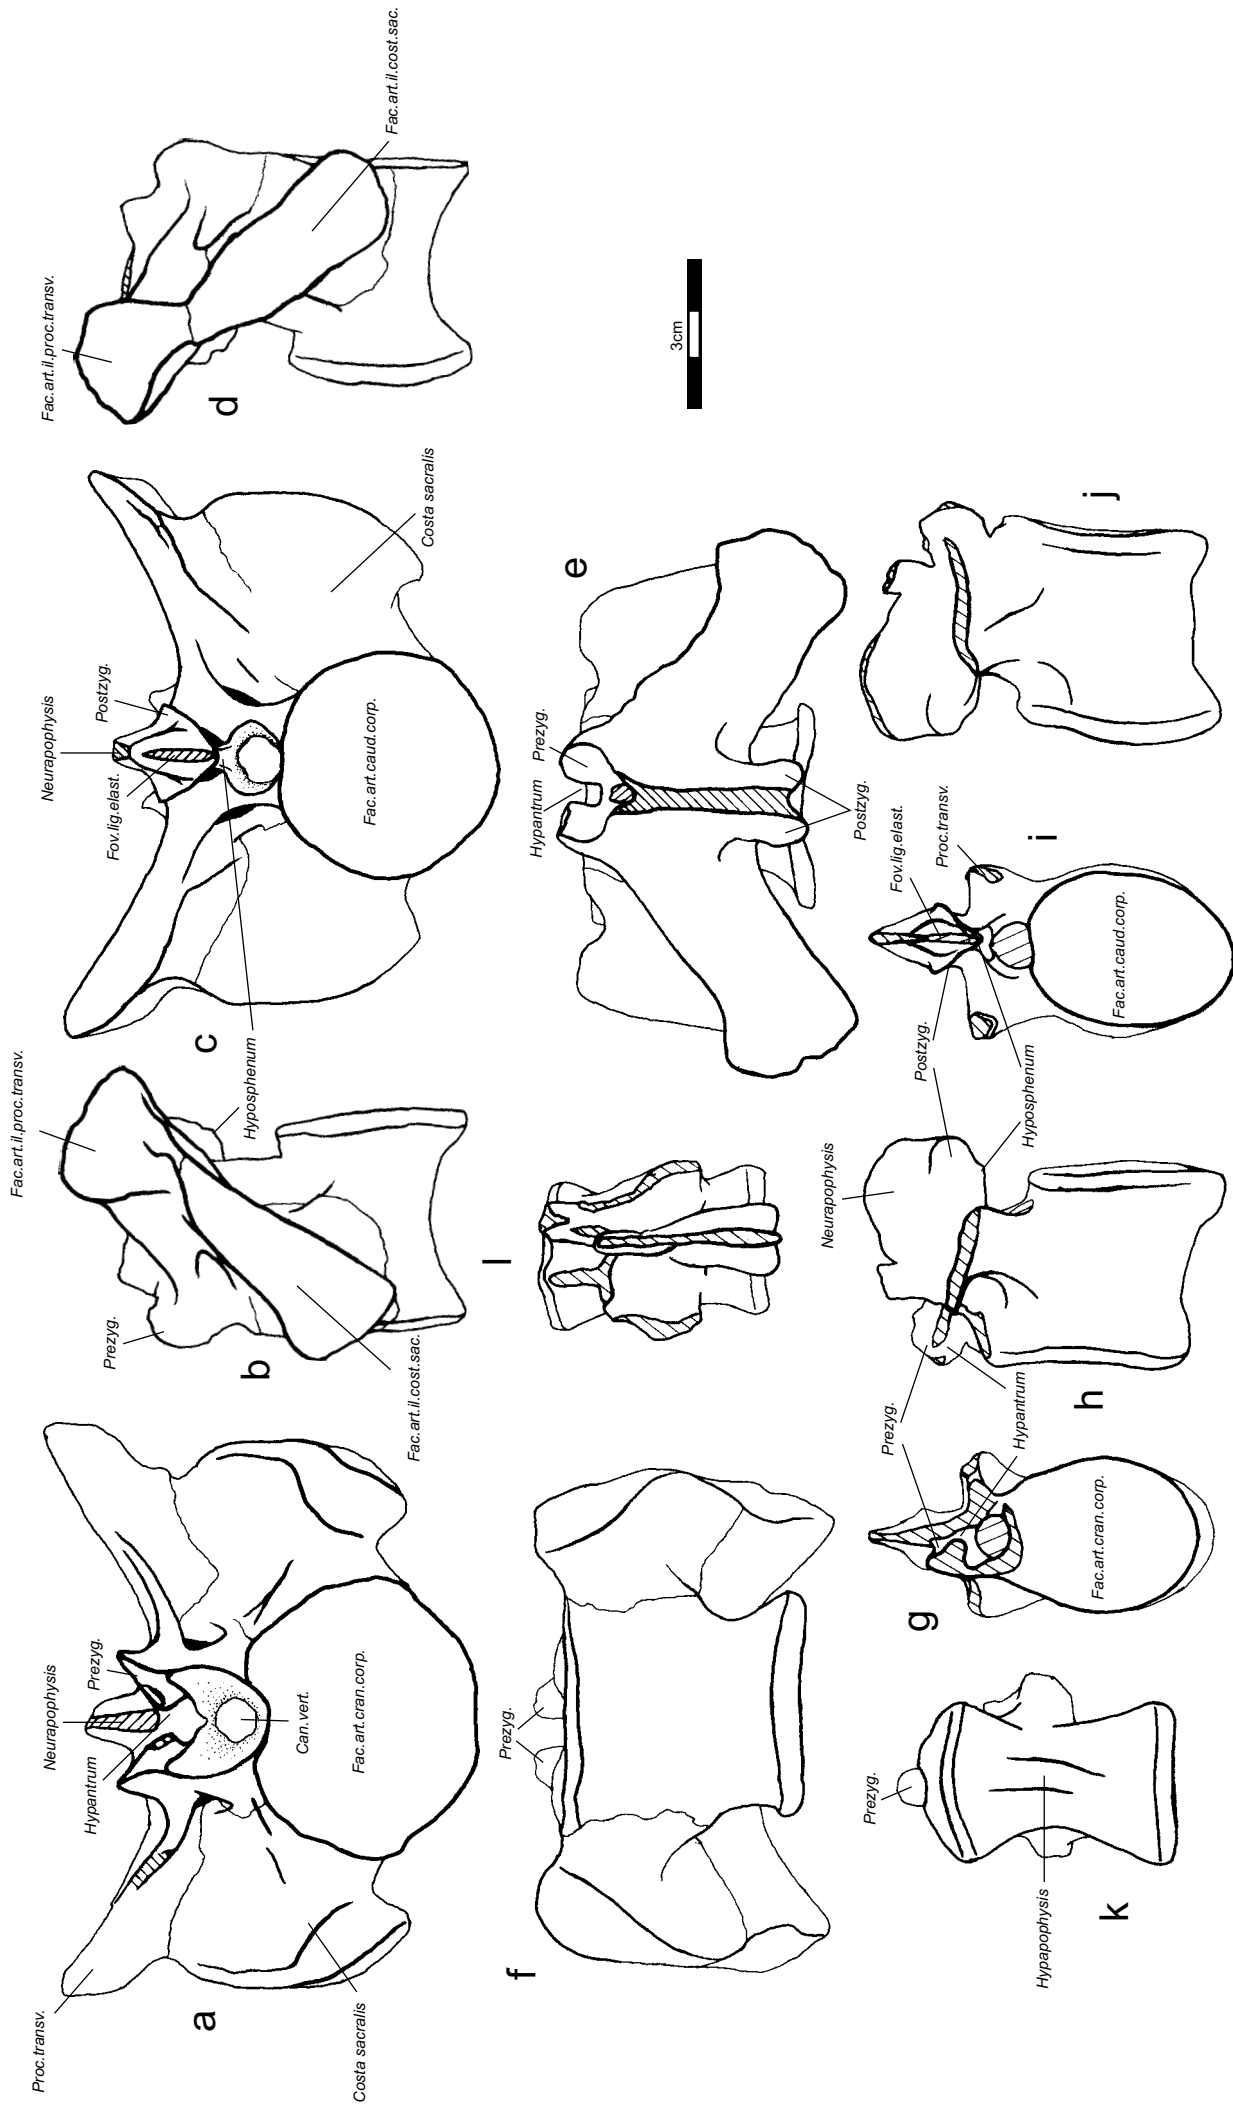 Proc.transv.
Hypantrum
Neurapophysis
Prezyg.
Can.vert.
Fac.art.cran.corp.
Costa sacralis
a
Fac.art.il.proc.transv.
Prezyg.
Fac.art.il.cost.sac.
b
Hyposphenum
Neurapophysis
Fov.lig.elast.
Postzyg.
Fac.art.caud.corp.
Costa sacralis
c
Fac.art.il.proc.transv.
Fac.art.il.cost.sac.
d
f
Prezyg.
l
Hypantrum
Prezyg.
Postzyg.
e
3cm
Prezyg.
Hypapophysis
k
Prezyg.
Hypantrum
Fac.art.cran.corp.
g
Neurapophysis
Postzyg.
Hyposphenum
h
Fov.lig.elast.
Proc.transv.
Fac.art.caud.corp.
i
j